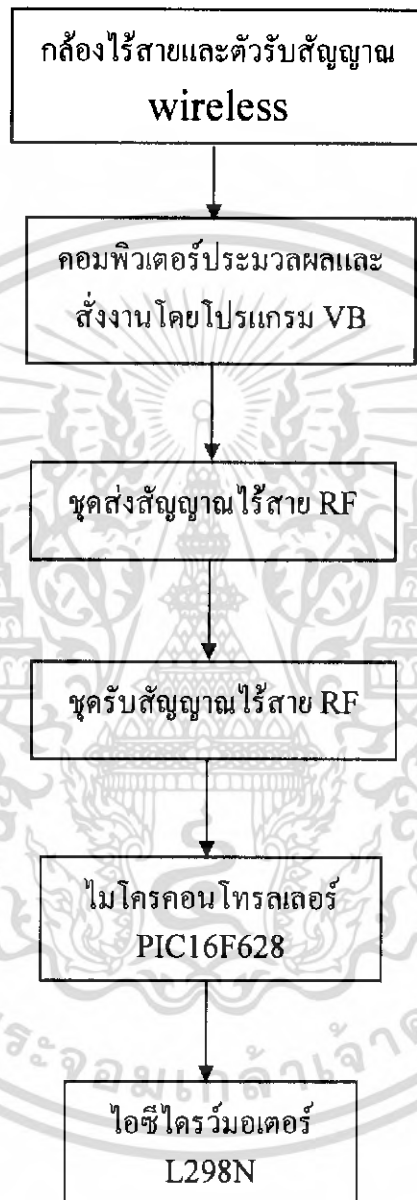 กล้องไร้สายและตัวรับสัญญาณ
wireless
คอมพิวเตอร์ประมวลผลและ
สั่งงานโดยโปรแกรม VB
ชุดส่งสัญญาณไร้สาย RF
ชุดรับสัญญาณไร้สาย RF
ไมโครคอนโทรลเลอร์
PIC16F628
ไอซีไดรว์มอเตอร์
L298N